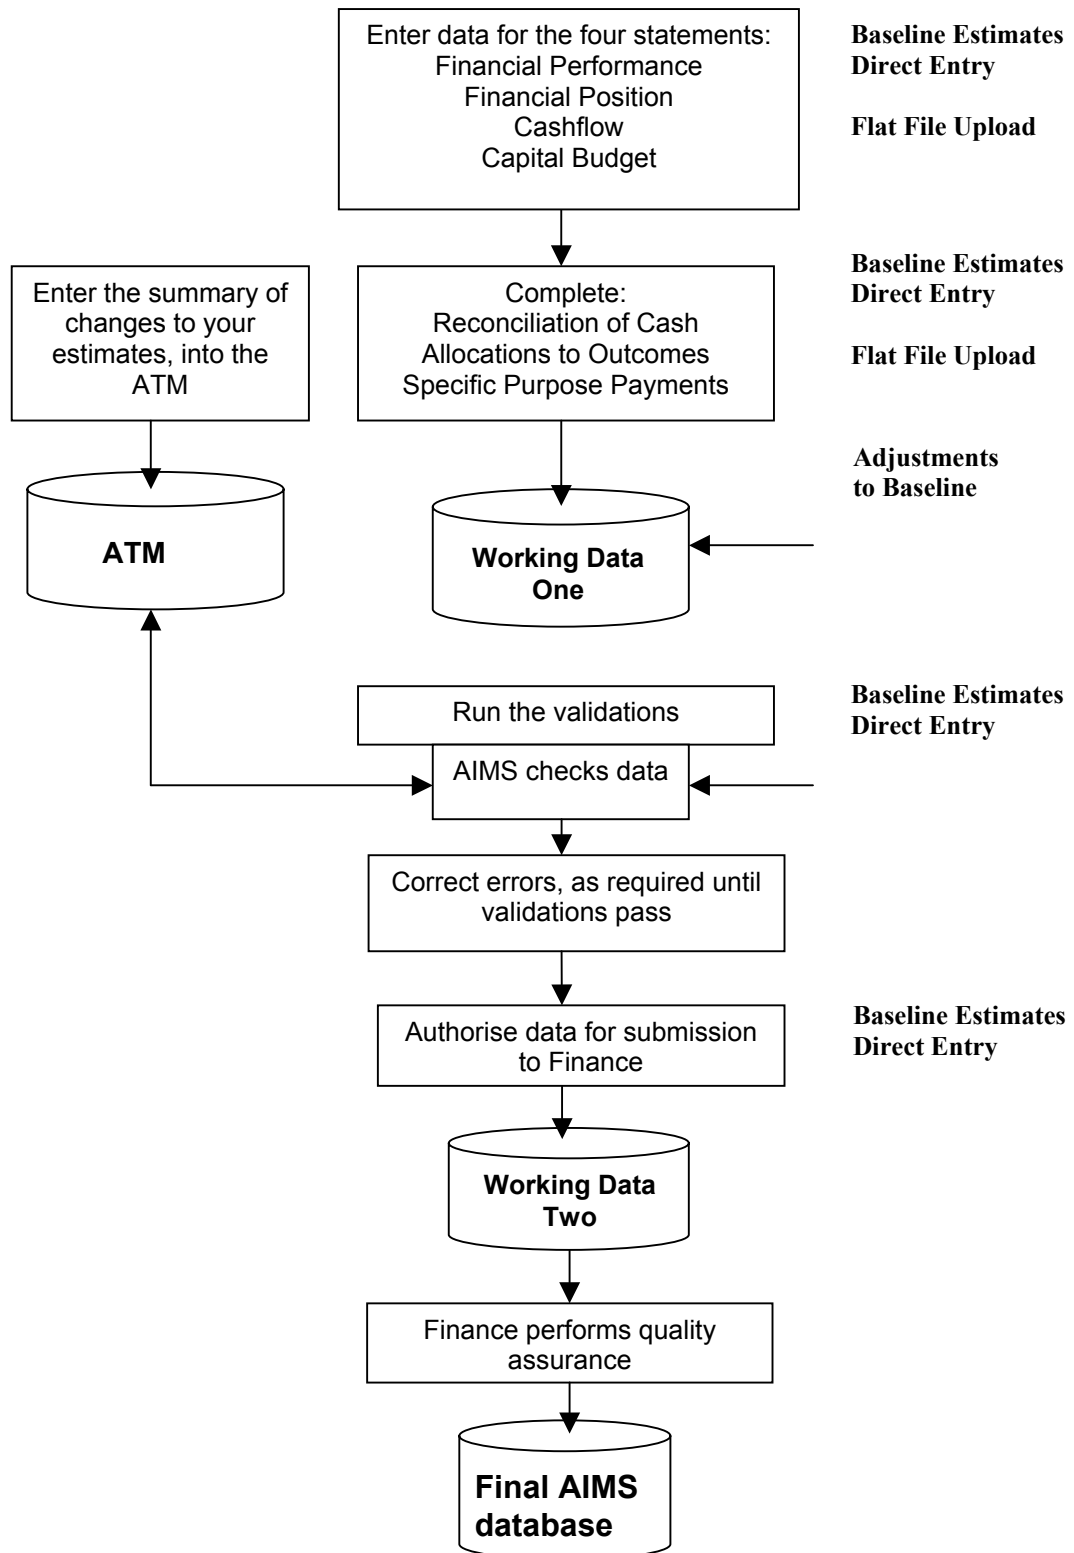 Enter data for the four statements:
Financial Performance
Financial Position
Cashflow
Capital Budget
Baseline Estimates
Direct Entry
Flat File Upload
Enter the summary of
changes to your
estimates, into the
ATM
Complete:
Reconciliation of Cash
Allocations to Outcomes
Specific Purpose Payments
Baseline Estimates
Direct Entry
Flat File Upload
Adjustments
to Baseline
ATM
Working Data
One
Run the validations
Baseline Estimates
Direct Entry
AIMS checks data
Correct errors, as required until
validations pass
Authorise data for submission
to Finance
Baseline Estimates
Direct Entry
Working Data
Two
Finance performs quality
assurance
Final AIMS
database